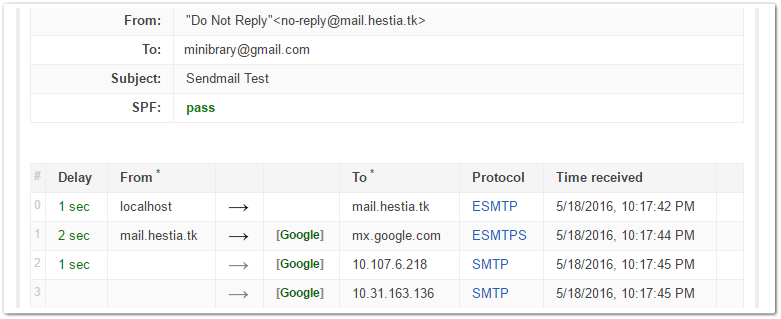 From: "Do Not Reply"<no-reply@mail.hestia.tk>
To: minibrary@gmail.com
Subject: Sendmail Test
SPF: pass
# Delay From * To * Protocol Time received
0 1 sec localhost → mail.hestia.tk ESMTP 5/18/2016, 10:17:42 PM
1 2 sec mail.hestia.tk → [Google] mx.google.com ESMTPS 5/18/2016, 10:17:44 PM
2 1 sec → [Google] 10.107.6.218 SMTP 5/18/2016, 10:17:45 PM
3 → [Google] 10.31.163.136 SMTP 5/18/2016, 10:17:45 PM